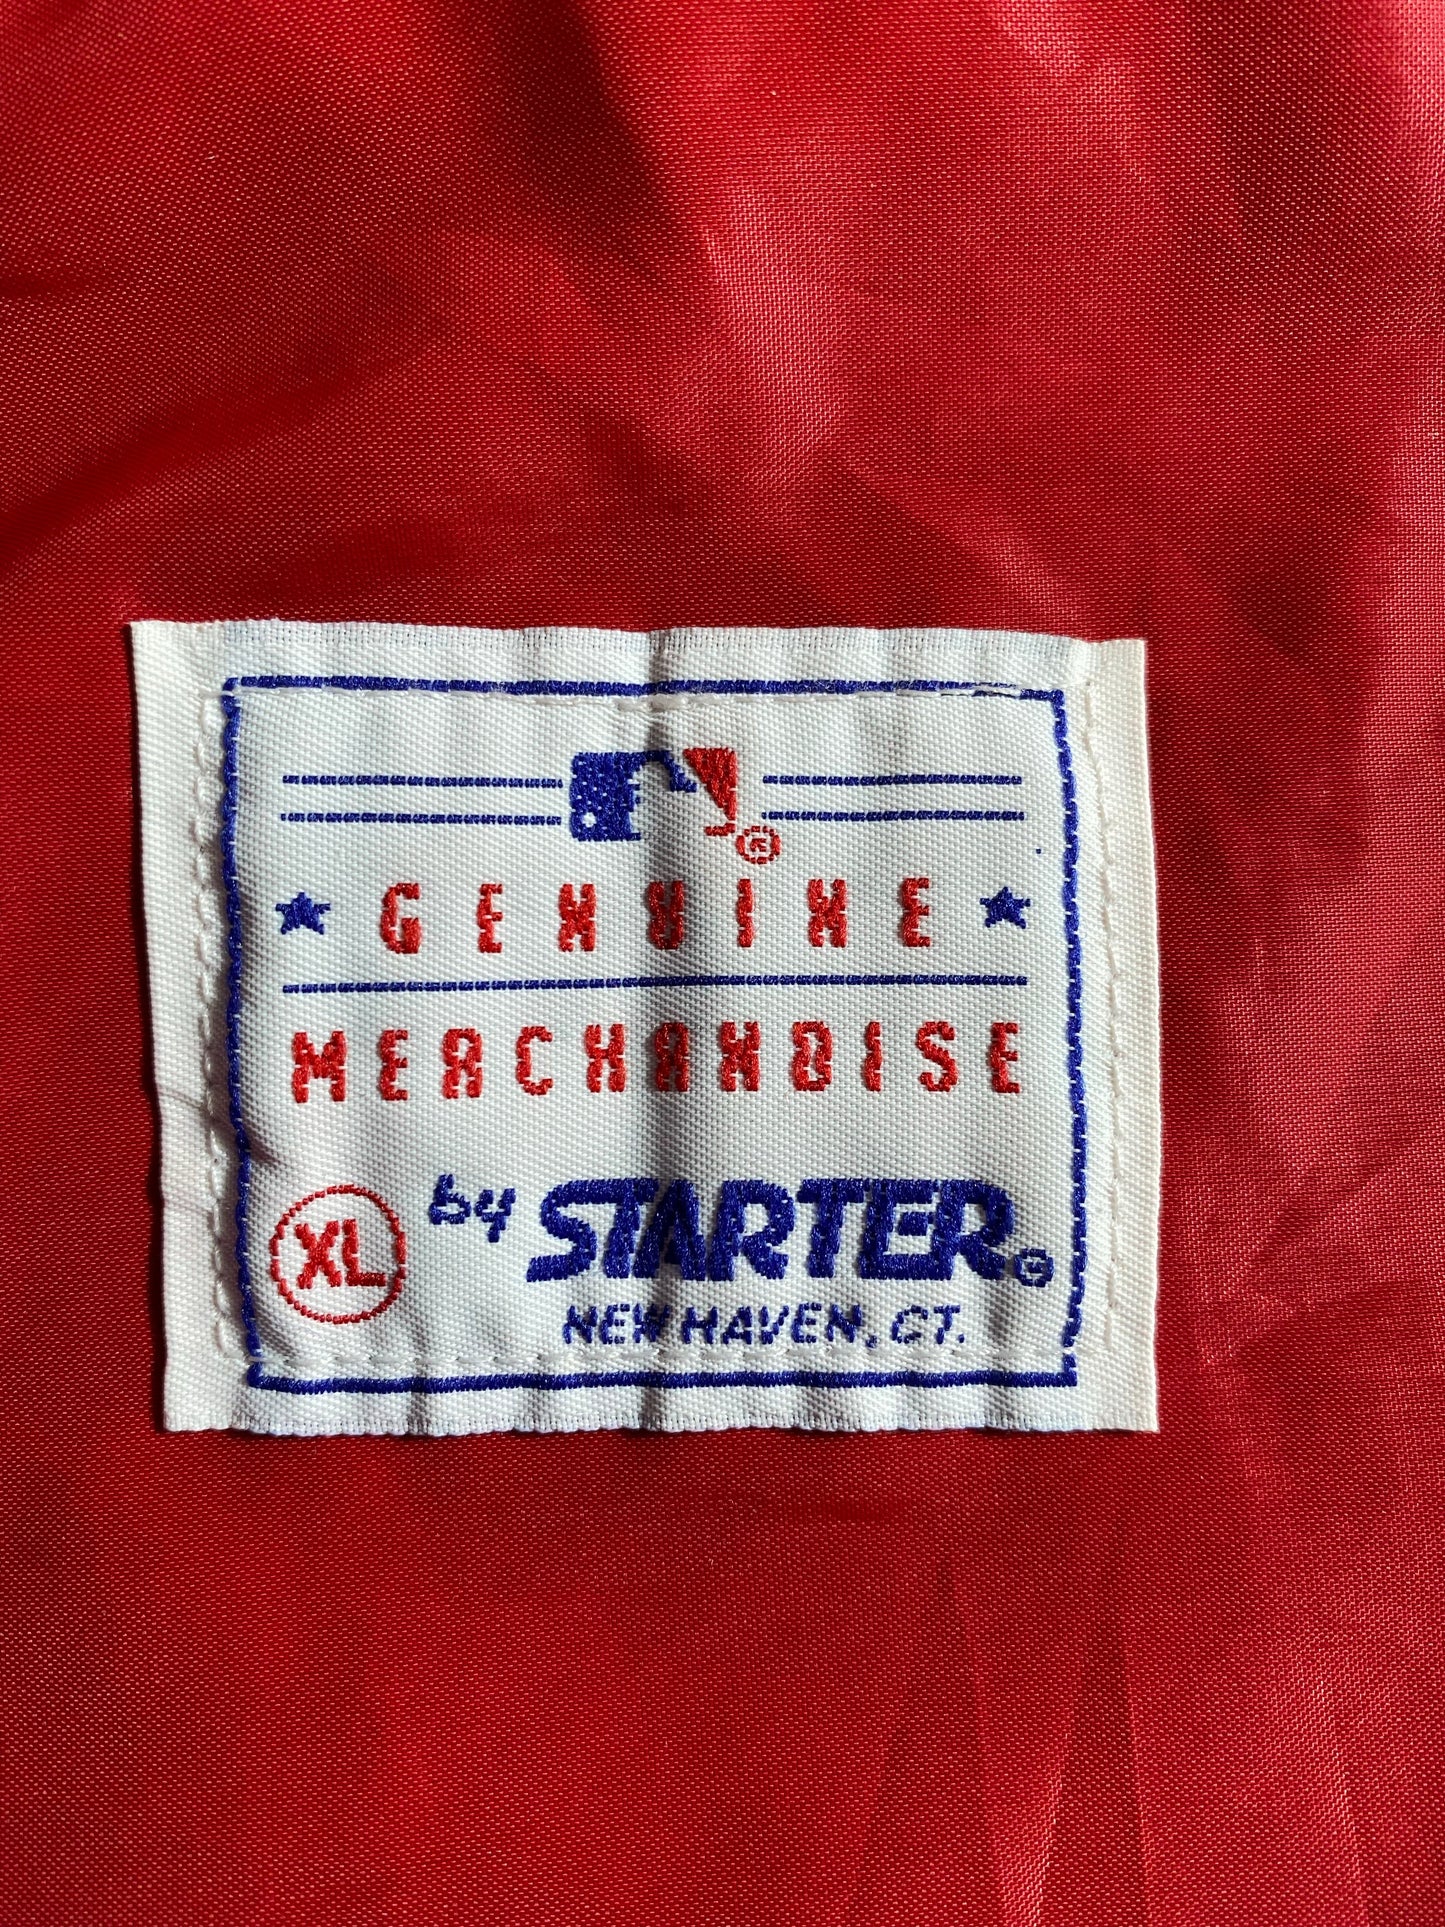 ®
GENUINE
MERCHANDISE
XL by STARTER©
NEW HAVEN, CT.